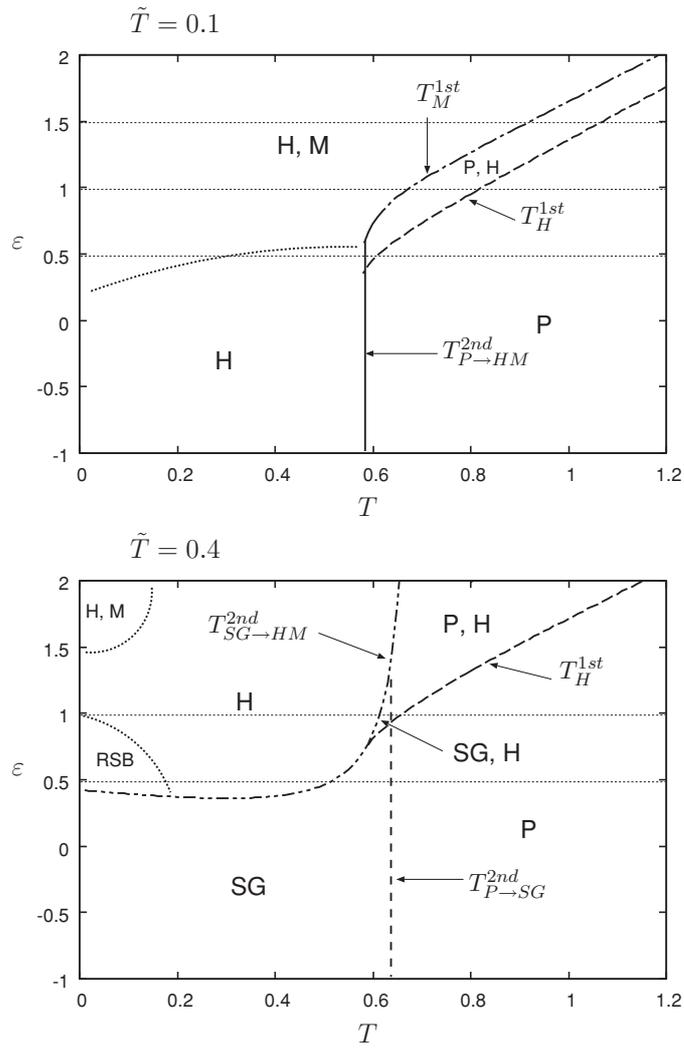 T̃ = 0.1
2
1.5
1
0.5
0
-0.5
-1
ε
H, M
T_M^{1st}
P, H
T_H^{1st}
P
T_{P→HM}^{2nd}
H
0 0.2 0.4 0.6 0.8 1 1.2
T
T̃ = 0.4
2
1.5
1
0.5
0
-0.5
-1
ε
H, M
T_{SG→HM}^{2nd}
P, H
T_H^{1st}
H
RSB
SG, H
P
SG
T_{P→SG}^{2nd}
0 0.2 0.4 0.6 0.8 1 1.2
T